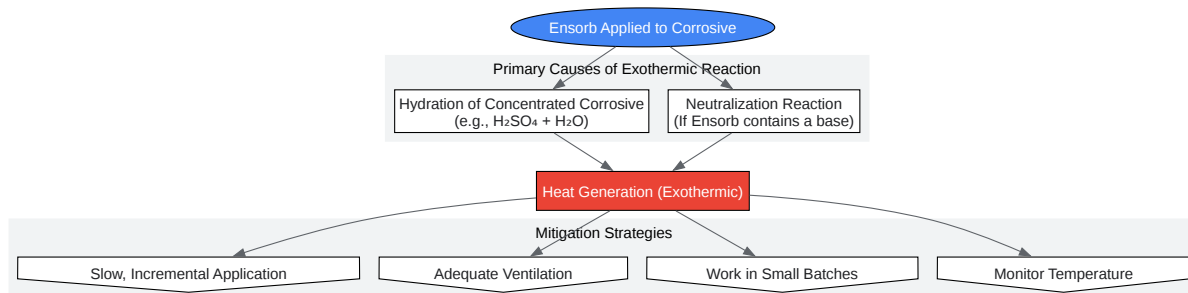 Ensorb Applied to Corrosive
Primary Causes of Exothermic Reaction
Hydration of Concentrated Corrosive
(e.g., H₂SO₄ + H₂O)
Neutralization Reaction
(If Ensorb contains a base)
Heat Generation (Exothermic)
Mitigation Strategies
Slow, Incremental Application
Adequate Ventilation
Work in Small Batches
Monitor Temperature